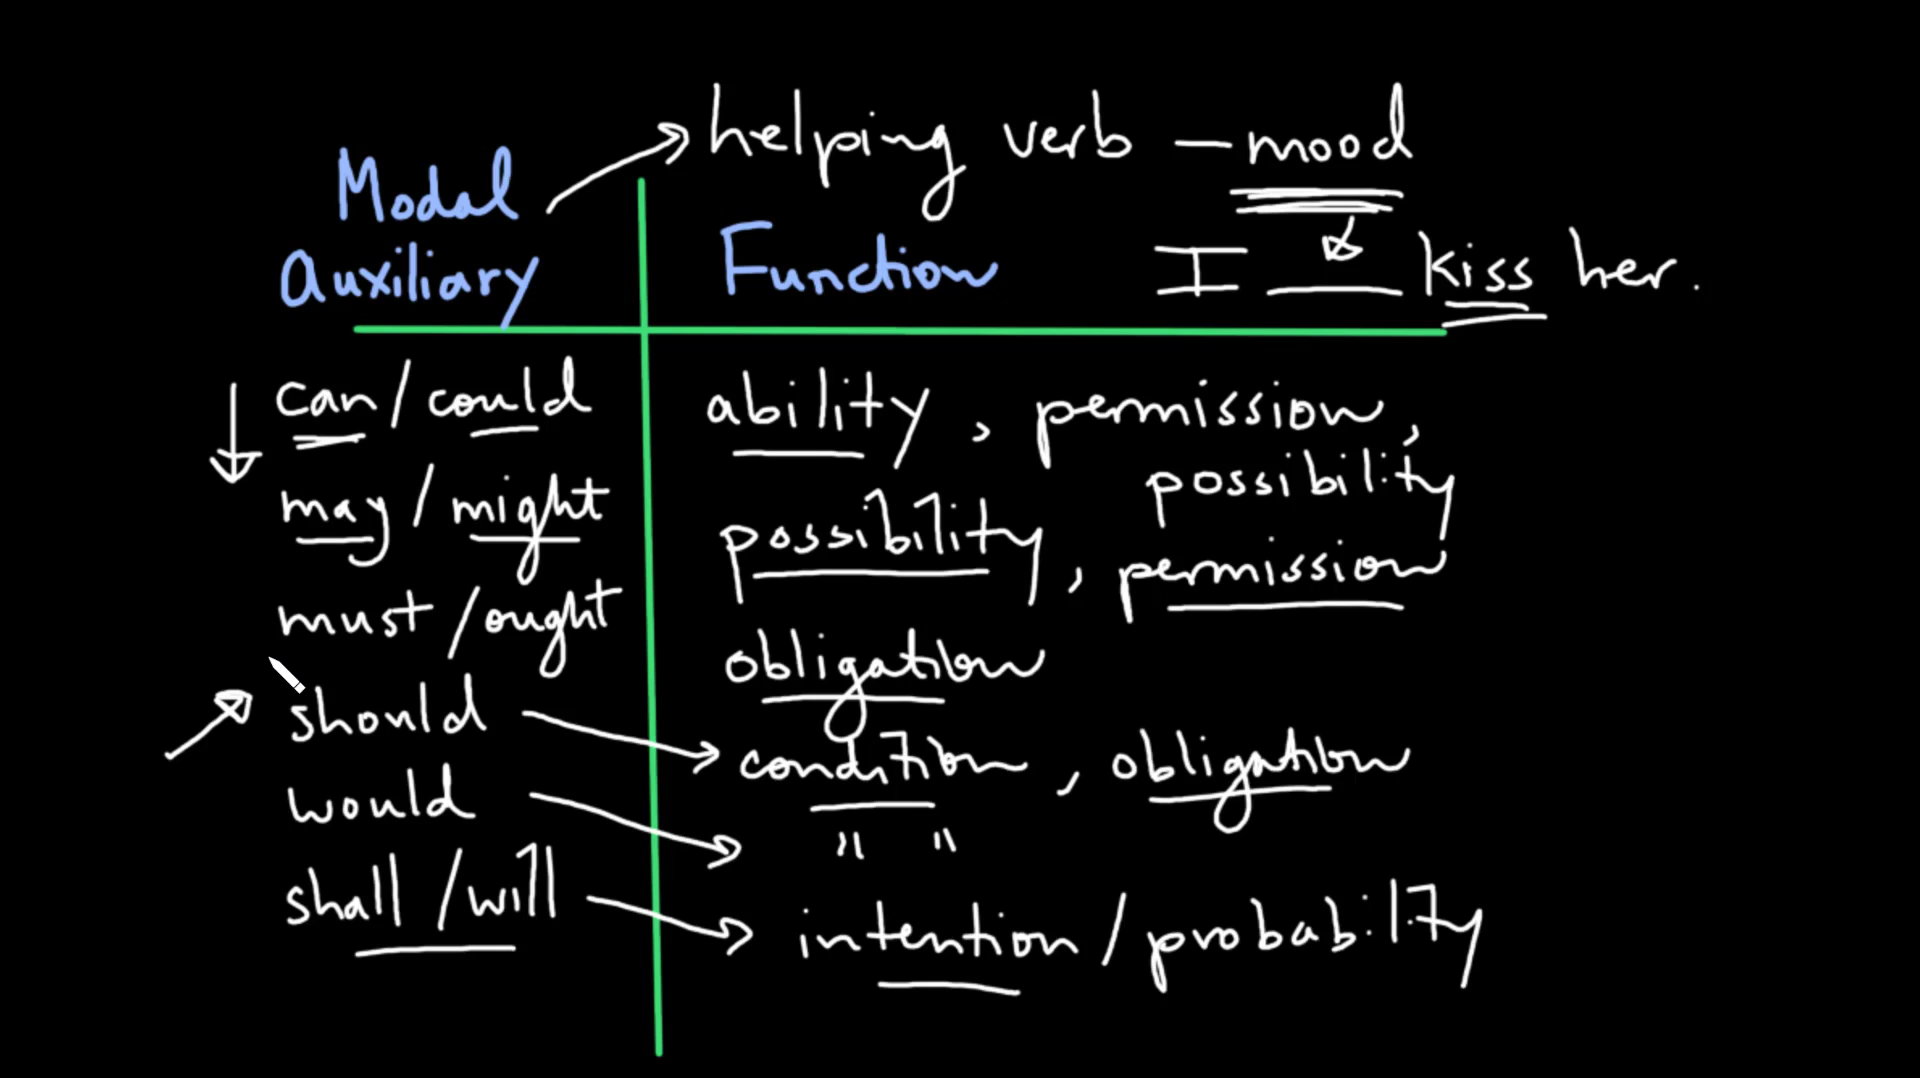 helping verb – mood
Modal
Auxiliary
Function
I ____ kiss her.
can/could
ability, permission,
possibility
may/might
possibility, permission
must/ought
obligation
should
condition, obligation
would
" "
shall/will
intention/probability